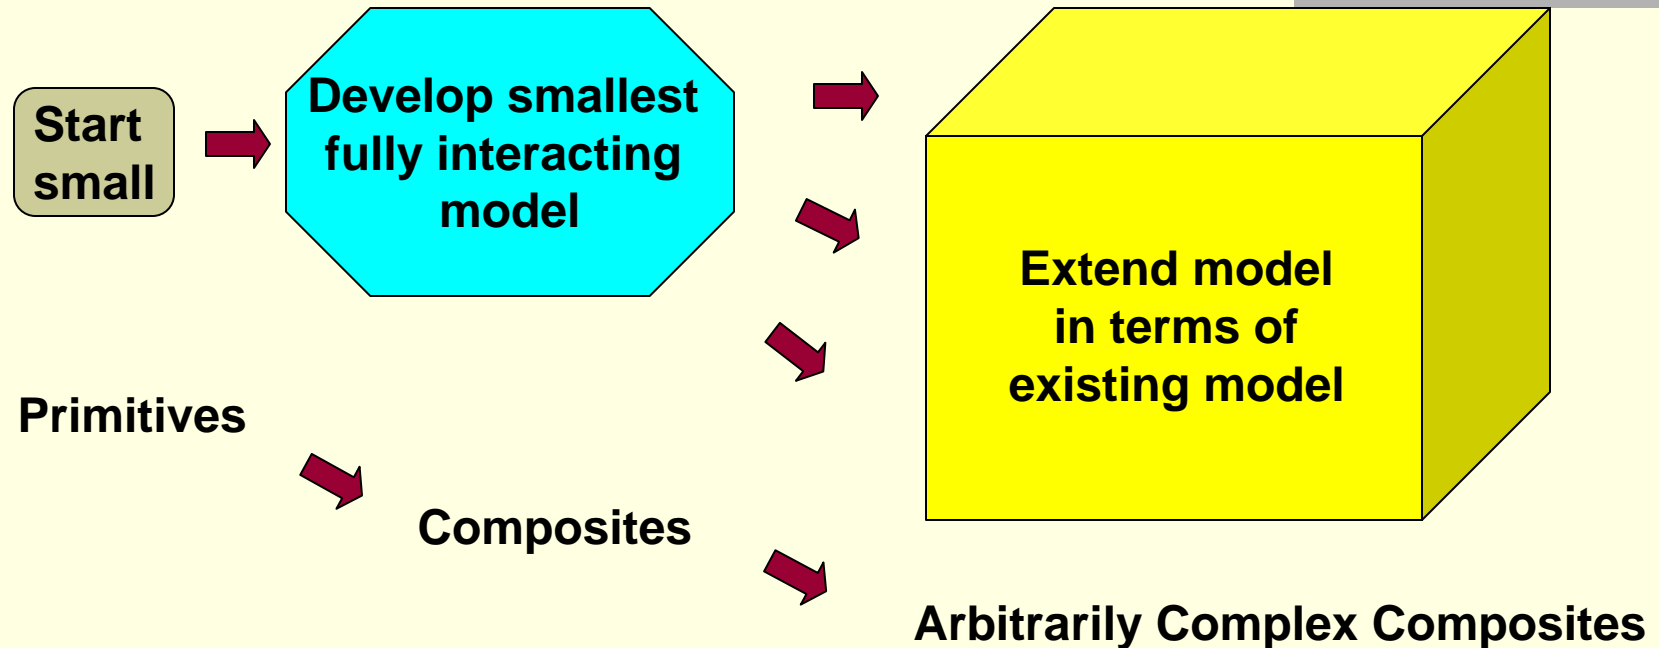 Start
small
Develop smallest
fully interacting
model
Extend model
in terms of
existing model
Primitives
Composites
Arbitrarily Complex Composites